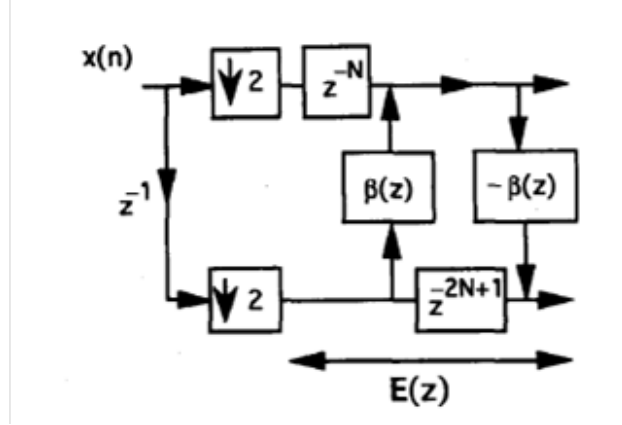 x(n)
↓ 2
z^-N
z^-1
β(z)
- β(z)
↓ 2
z^-2N+1
E(z)